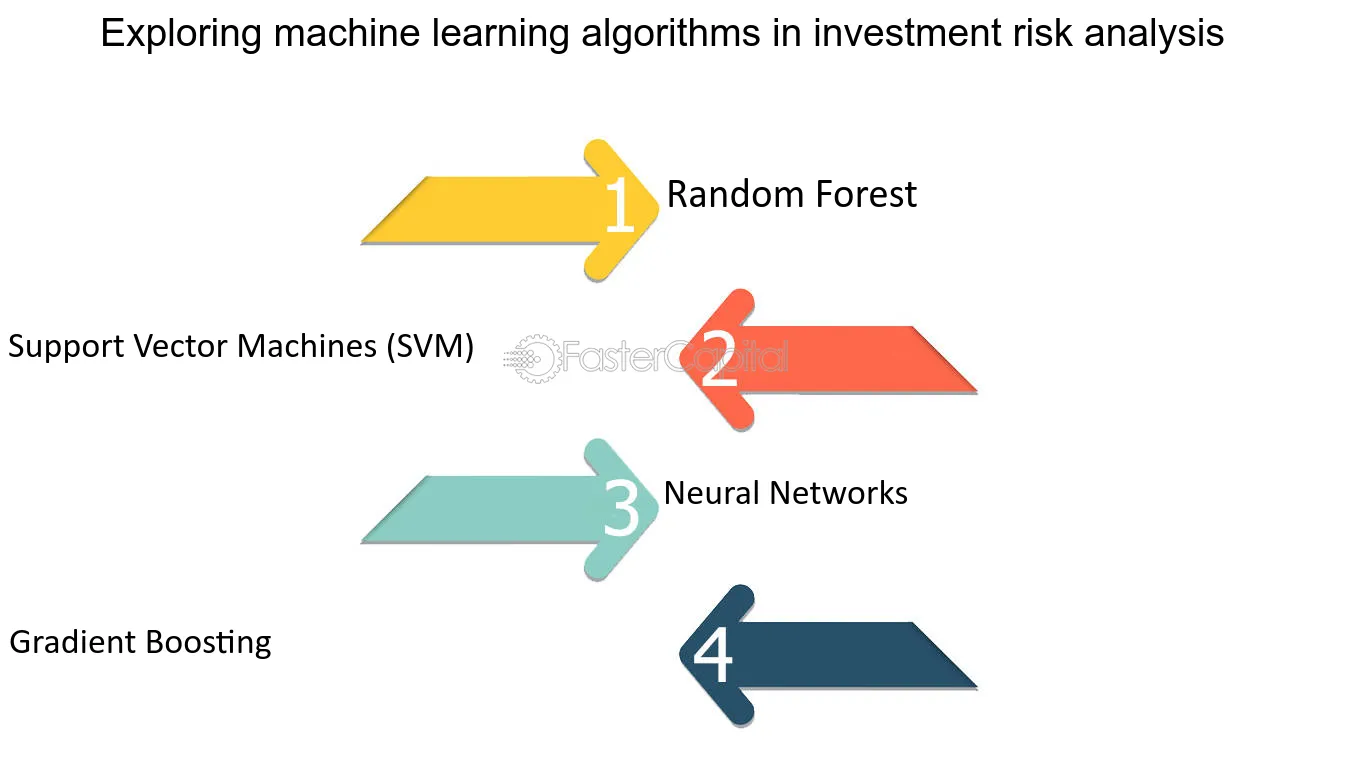 Exploring machine learning algorithms in investment risk analysis
1 Random Forest
Support Vector Machines (SVM) FasterCapital 2
3 Neural Networks
Gradient Boosting 4